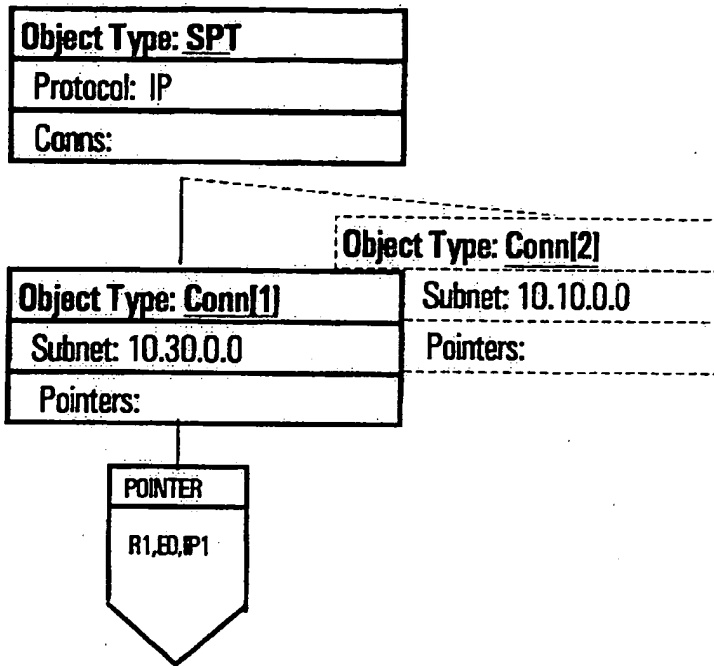 Object Type: SPT
Protocol: IP
Conns:
Object Type: Conn[2]
Subnet: 10.10.0.0
Pointers:
Object Type: Conn[1]
Subnet: 10.30.0.0
Pointers:
POINTER
R1,E0,IP1